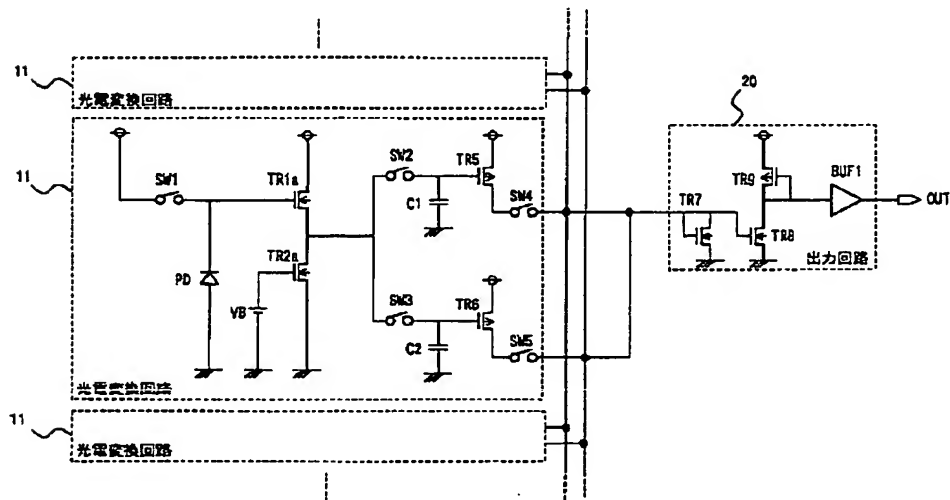 11
光電変換回路
11
SW1
TR1a
TR2a
PD
VB
SW2
C1
TR5
SW4
SW3
C2
TR6
SW5
光電変換回路
11
光電変換回路
20
TR9
BUF1
OUT
TR7
TR8
出力回路